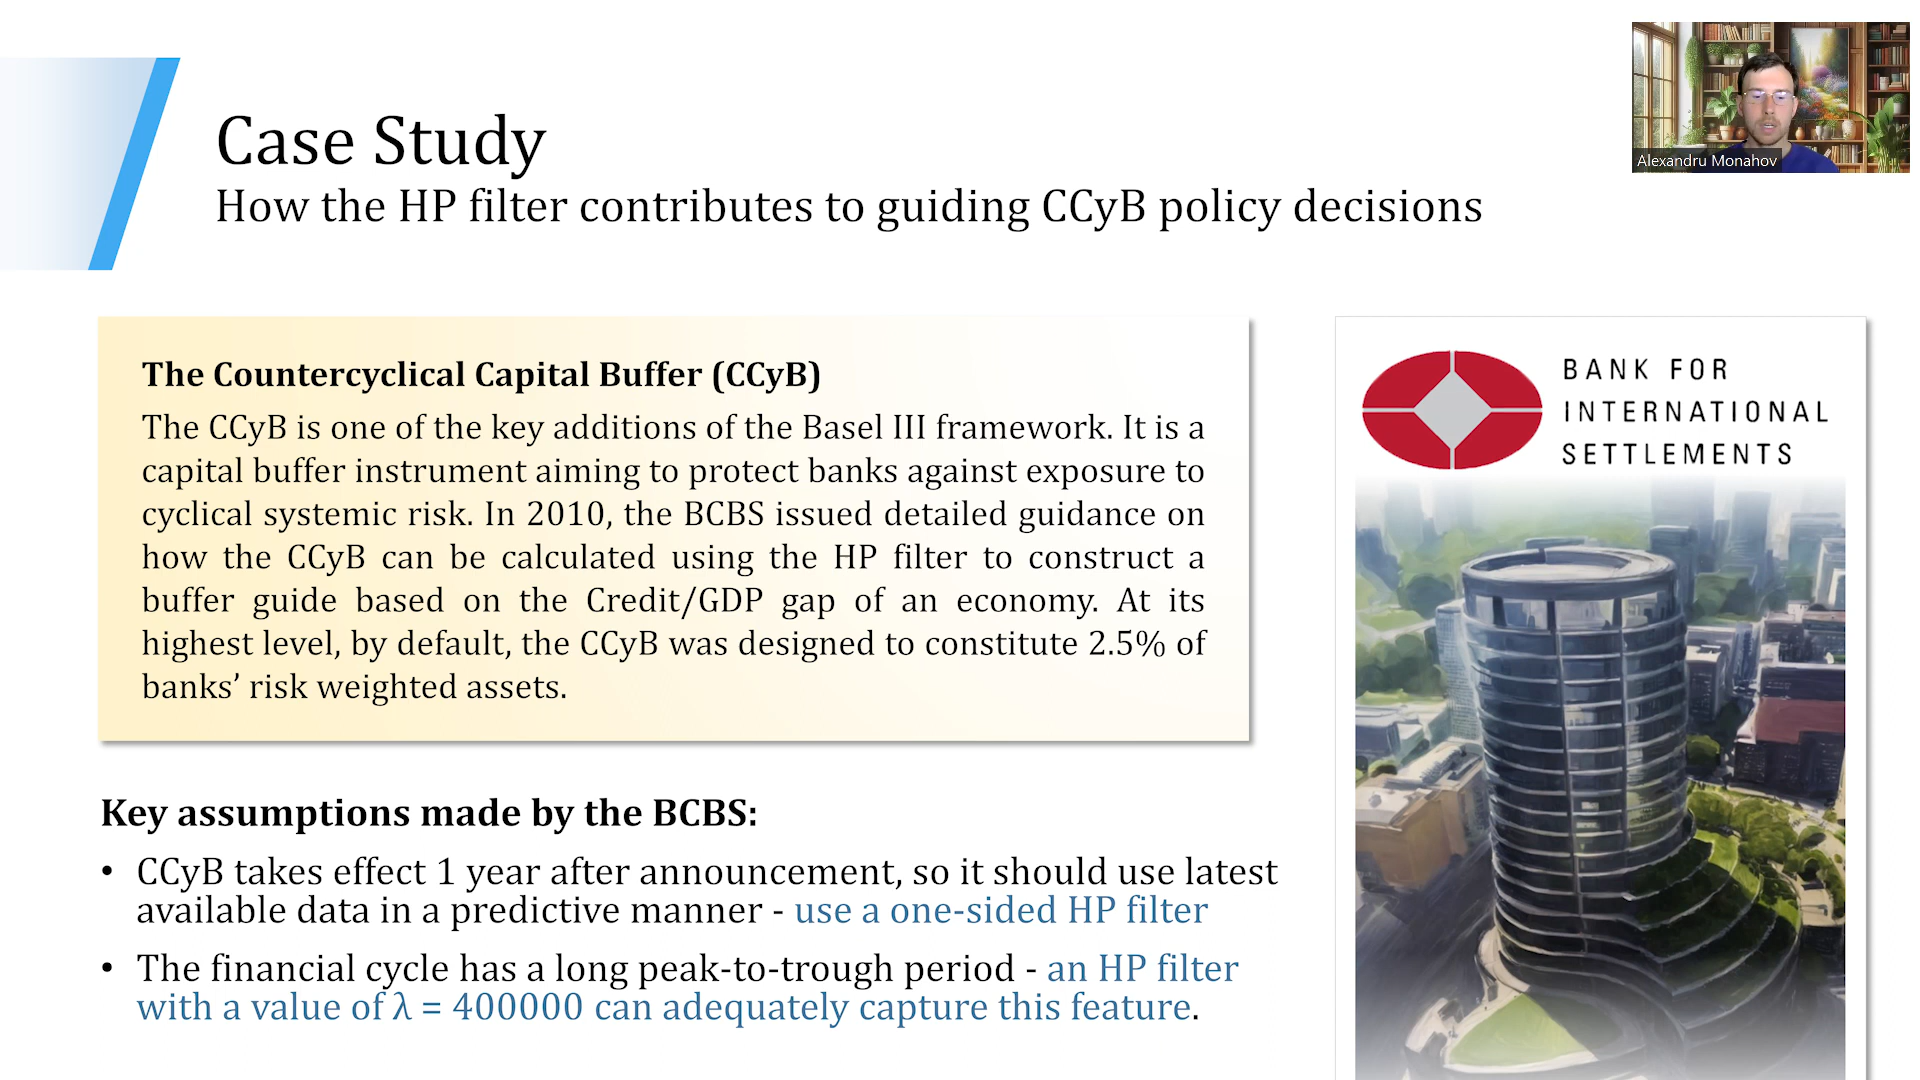 Case Study
How the HP filter contributes to guiding CCyB policy decisions
Alexandru Monahov
The Countercyclical Capital Buffer (CCyB)
The CCyB is one of the key additions of the Basel III framework. It is a
capital buffer instrument aiming to protect banks against exposure to
cyclical systemic risk. In 2010, the BCBS issued detailed guidance on
how the CCyB can be calculated using the HP filter to construct a
buffer guide based on the Credit/GDP gap of an economy. At its
highest level, by default, the CCyB was designed to constitute 2.5% of
banks’ risk weighted assets.
BANK FOR
INTERNATIONAL
SETTLEMENTS
Key assumptions made by the BCBS:
• CCyB takes effect 1 year after announcement, so it should use latest
available data in a predictive manner - use a one-sided HP filter
• The financial cycle has a long peak-to-trough period - an HP filter
with a value of λ = 400000 can adequately capture this feature.